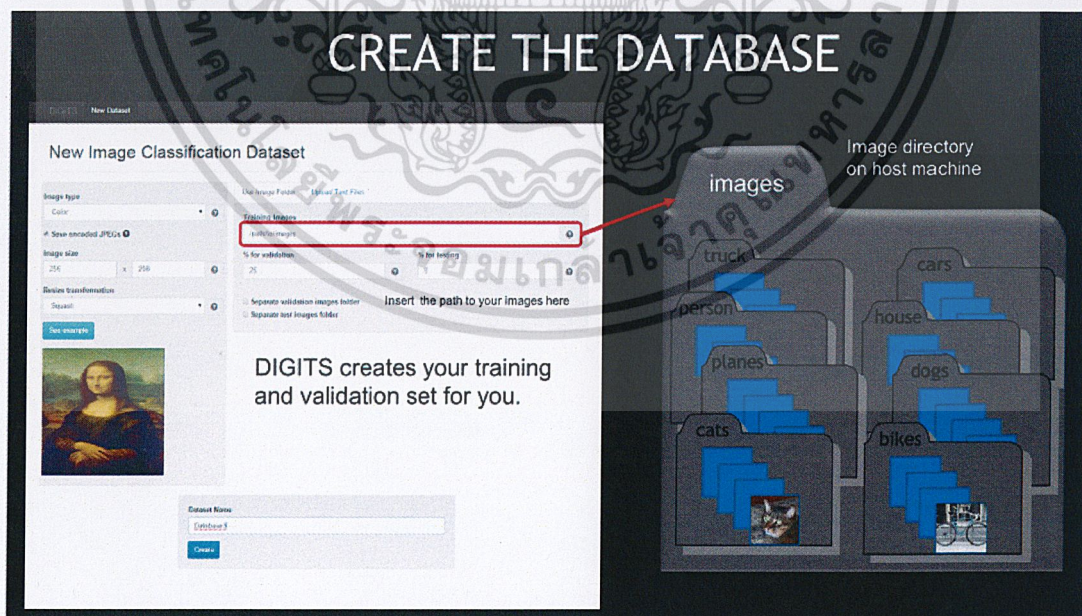 CREATE THE DATABASE
DIGITS New Dataset
New Image Classification Dataset
Image type
Color
Save encoded JPEGs
Image size
256 x 256
Resize transformation
Squash
See example
Use Image Folder Upload Text Files
Training Images
% for validation
% for testing
25
Separate validation images folder
Separate test images folder
Insert the path to your images here
DIGITS creates your training
and validation set for you.
Dataset Name
Create
Image directory
on host machine
images
truck
cars
person
house
planes
dogs
cats
bikes